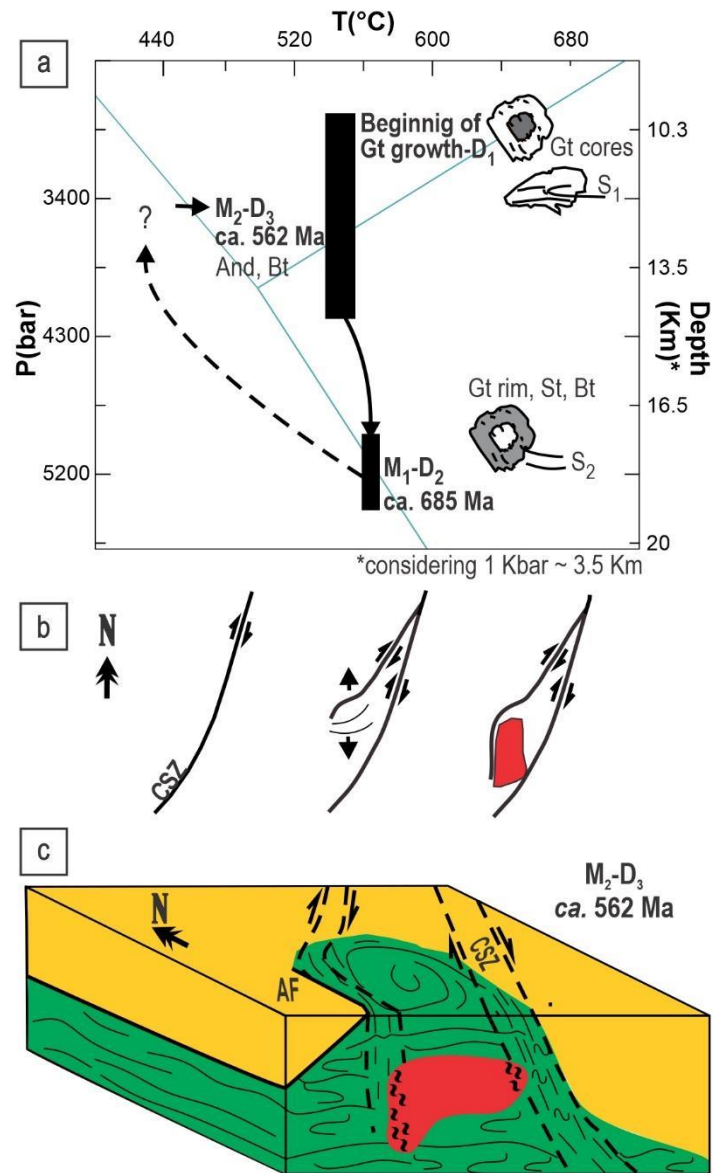 T(°C)
440 520 600 680
a
Beginnig of
Gt growth-D1
Gt cores
10.3
S1
3400
?
M2-D3
ca. 562 Ma
And, Bt
13.5
P(bar)
Depth
(Km)*
4300
Gt rim, St, Bt
16.5
S2
5200
M1-D2
ca. 685 Ma
20
*considering 1 Kbar ~ 3.5 Km
b
N
CSZ
c
M2-D3
ca. 562 Ma
N
CSZ
AF